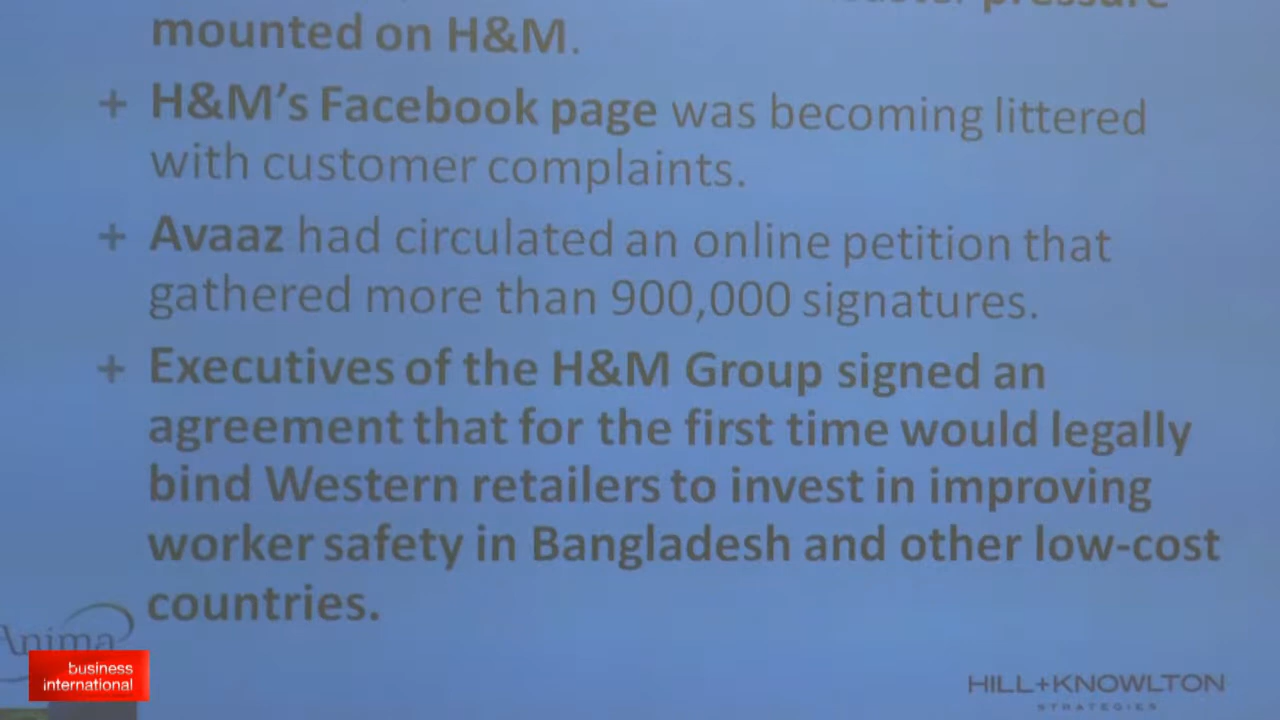 pressure
mounted on H&M.
+ H&M's Facebook page was becoming littered
with customer complaints.
+ Avaaz had circulated an online petition that
gathered more than 900,000 signatures.
+ Executives of the H&M Group signed an
agreement that for the first time would legally
bind Western retailers to invest in improving
worker safety in Bangladesh and other low-cost
countries.
Anima
business
international
HILL+KNOWLTON
STRATEGIES